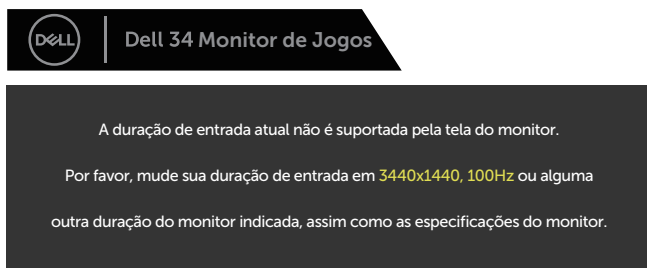 DELL
Dell 34 Monitor de Jogos
A duração de entrada atual não é suportada pela tela do monitor.
Por favor, mude sua duração de entrada em 3440x1440, 100Hz ou alguma
outra duração do monitor indicada, assim como as especificações do monitor.